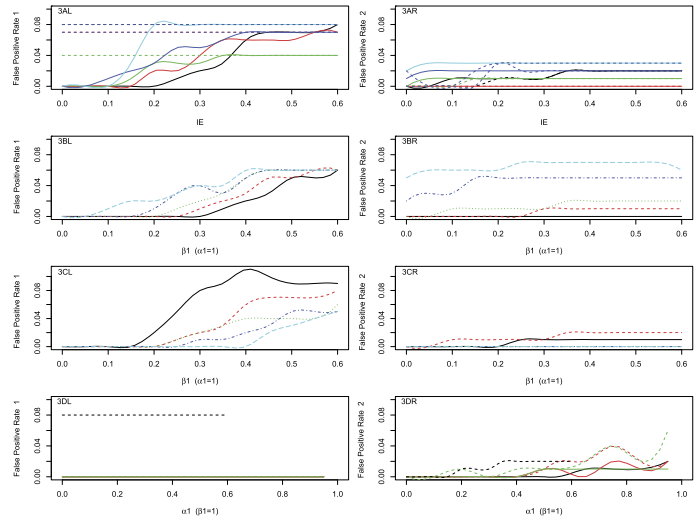 3AL
False Positive Rate 1
0.00 0.04 0.08
0.0 0.1 0.2 0.3 0.4 0.5 0.6
IE
3AR
False Positive Rate 2
0.00 0.04 0.08
0.0 0.1 0.2 0.3 0.4 0.5 0.6
IE
3BL
False Positive Rate 1
0.00 0.04 0.08
0.0 0.1 0.2 0.3 0.4 0.5 0.6
β1 (α1=1)
3BR
False Positive Rate 2
0.00 0.04 0.08
0.0 0.1 0.2 0.3 0.4 0.5 0.6
β1 (α1=1)
3CL
False Positive Rate 1
0.00 0.04 0.08
0.0 0.1 0.2 0.3 0.4 0.5 0.6
β1 (α1=1)
3CR
False Positive Rate 2
0.00 0.04 0.08
0.0 0.1 0.2 0.3 0.4 0.5 0.6
β1 (α1=1)
3DL
False Positive Rate 1
0.00 0.04 0.08
0.0 0.2 0.4 0.6 0.8 1.0
α1 (β1=1)
3DR
False Positive Rate 2
0.00 0.04 0.08
0.0 0.2 0.4 0.6 0.8 1.0
α1 (β1=1)